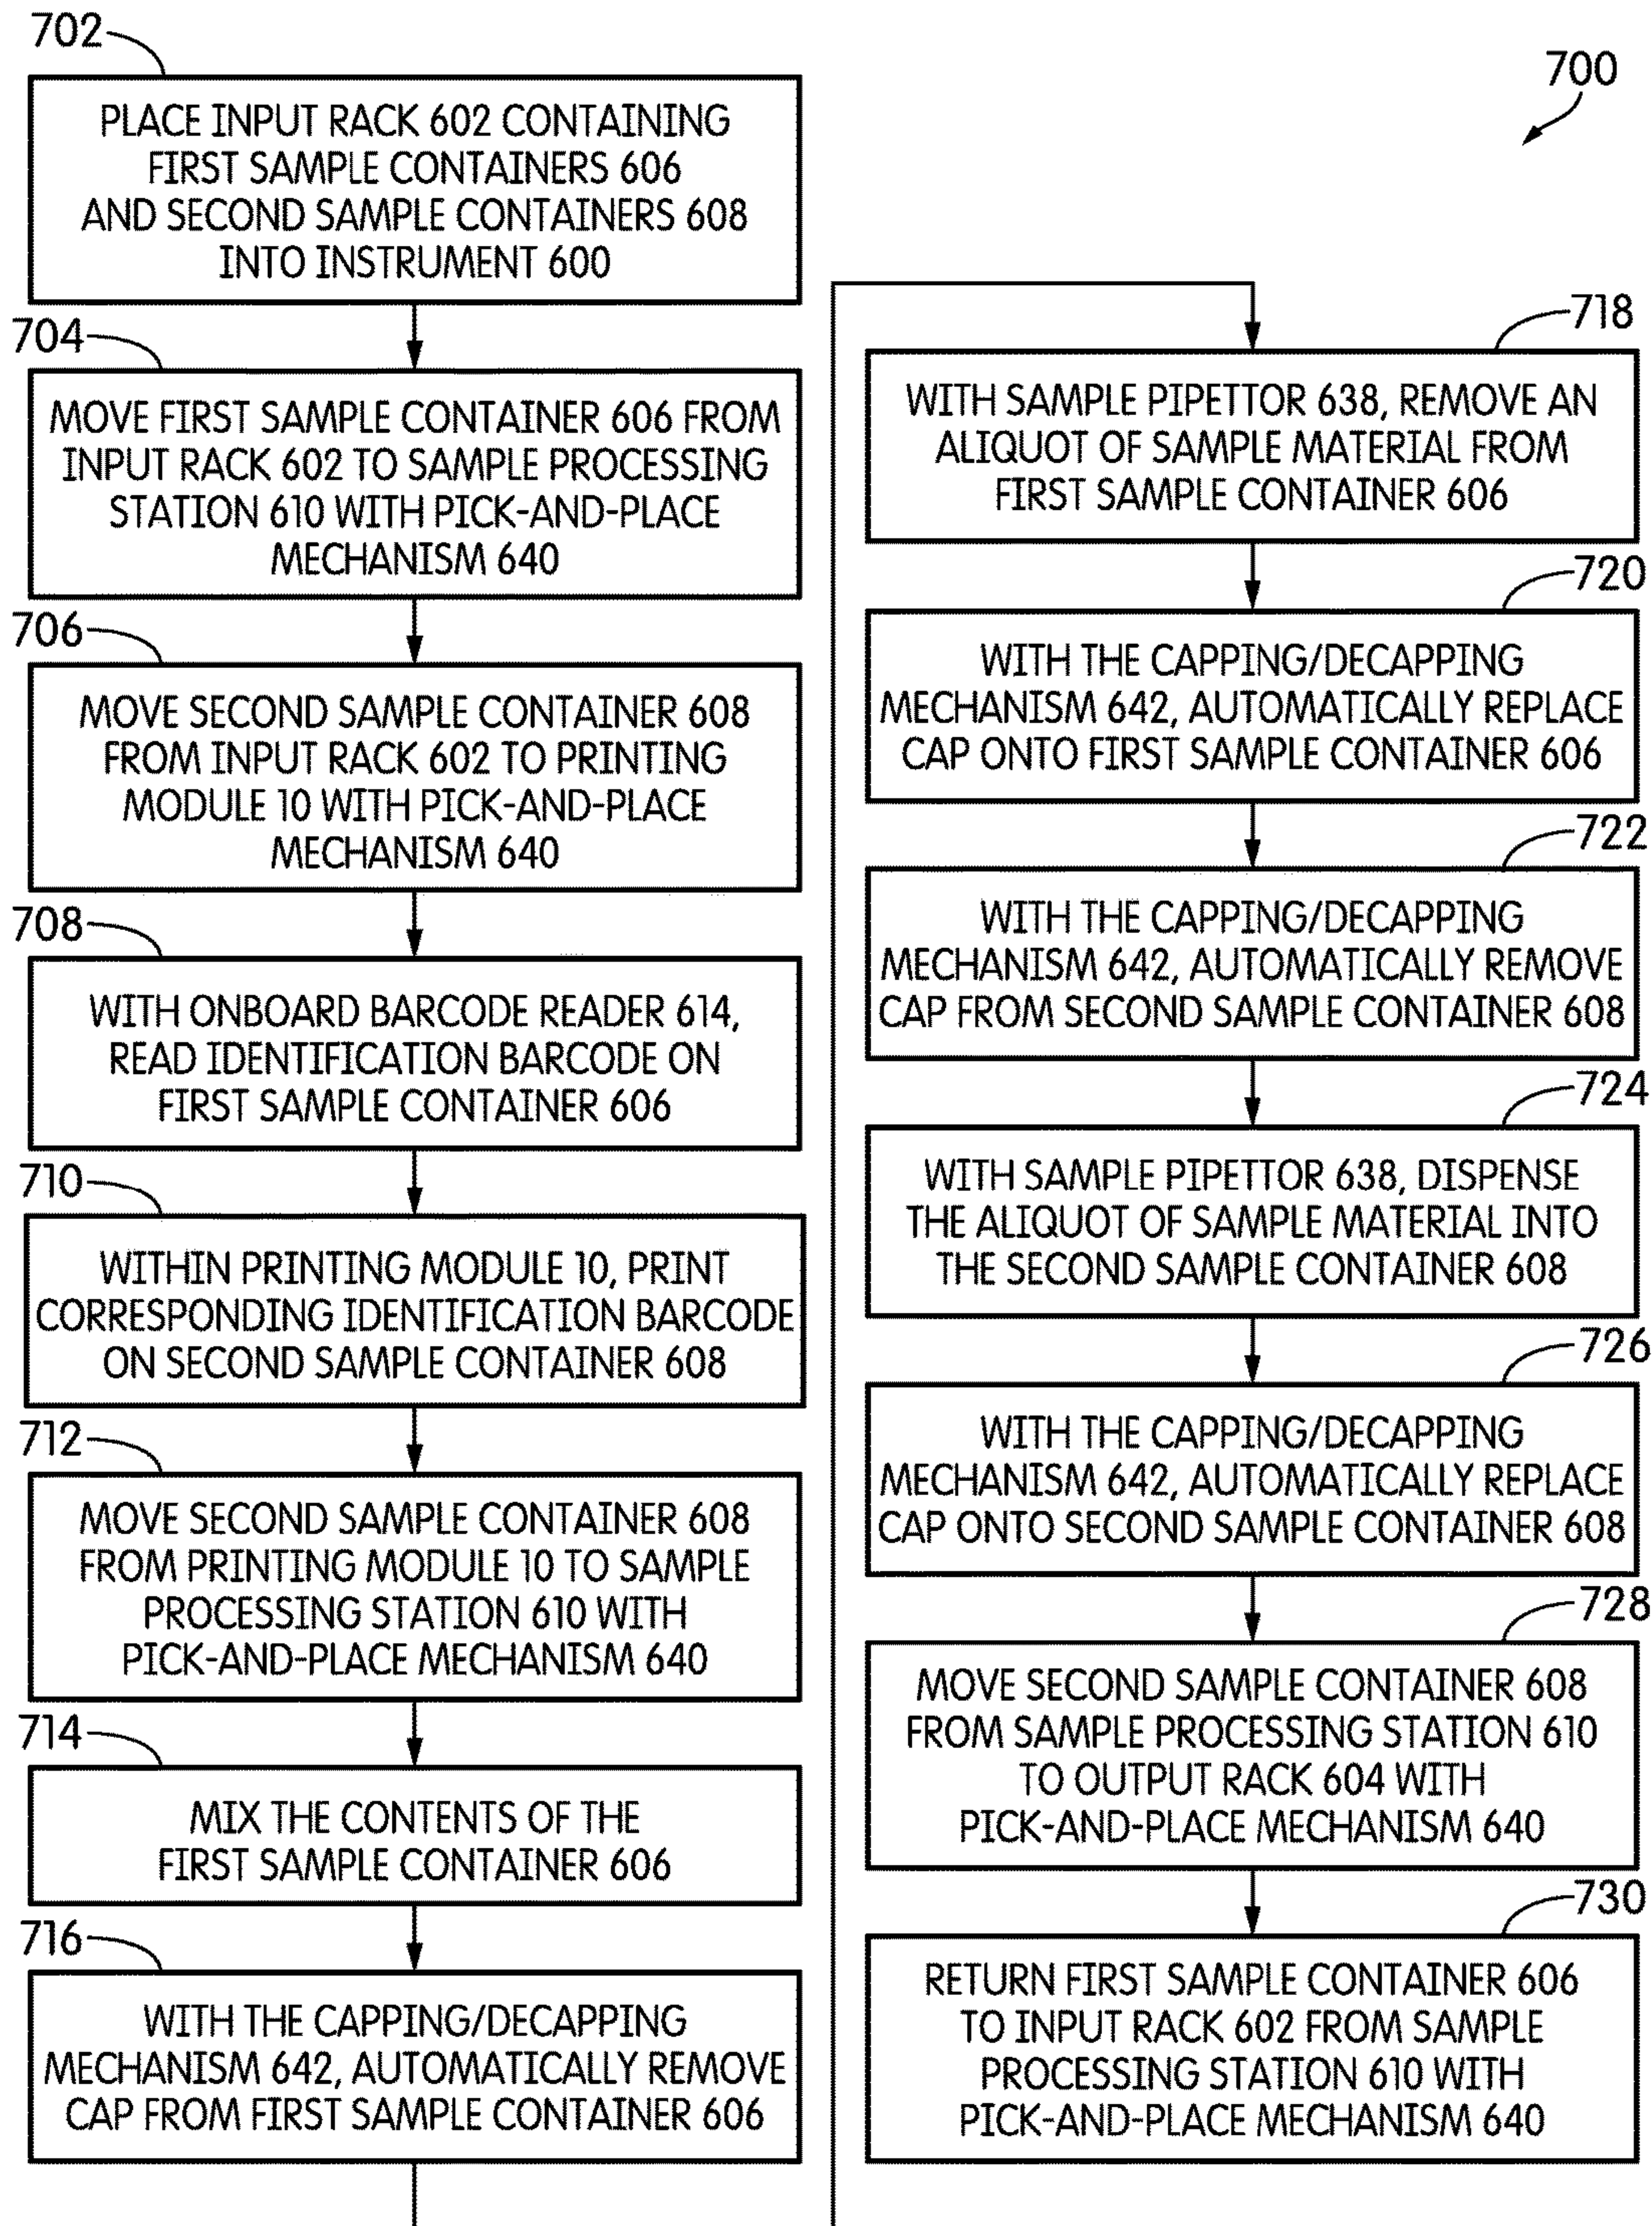 702
PLACE INPUT RACK 602 CONTAINING
FIRST SAMPLE CONTAINERS 606
AND SECOND SAMPLE CONTAINERS 608
INTO INSTRUMENT 600
704
MOVE FIRST SAMPLE CONTAINER 606 FROM
INPUT RACK 602 TO SAMPLE PROCESSING
STATION 610 WITH PICK-AND-PLACE
MECHANISM 640
706
MOVE SECOND SAMPLE CONTAINER 608
FROM INPUT RACK 602 TO PRINTING
MODULE 10 WITH PICK-AND-PLACE
MECHANISM 640
708
WITH ONBOARD BARCODE READER 614,
READ IDENTIFICATION BARCODE ON
FIRST SAMPLE CONTAINER 606
710
WITHIN PRINTING MODULE 10, PRINT
CORRESPONDING IDENTIFICATION BARCODE
ON SECOND SAMPLE CONTAINER 608
712
MOVE SECOND SAMPLE CONTAINER 608
FROM PRINTING MODULE 10 TO SAMPLE
PROCESSING STATION 610 WITH
PICK-AND-PLACE MECHANISM 640
714
MIX THE CONTENTS OF THE
FIRST SAMPLE CONTAINER 606
716
WITH THE CAPPING/DECAPPING
MECHANISM 642, AUTOMATICALLY REMOVE
CAP FROM FIRST SAMPLE CONTAINER 606
700
718
WITH SAMPLE PIPETTOR 638, REMOVE AN
ALIQUOT OF SAMPLE MATERIAL FROM
FIRST SAMPLE CONTAINER 606
720
WITH THE CAPPING/DECAPPING
MECHANISM 642, AUTOMATICALLY REPLACE
CAP ONTO FIRST SAMPLE CONTAINER 606
722
WITH THE CAPPING/DECAPPING
MECHANISM 642, AUTOMATICALLY REMOVE
CAP FROM SECOND SAMPLE CONTAINER 608
724
WITH SAMPLE PIPETTOR 638, DISPENSE
THE ALIQUOT OF SAMPLE MATERIAL INTO
THE SECOND SAMPLE CONTAINER 608
726
WITH THE CAPPING/DECAPPING
MECHANISM 642, AUTOMATICALLY REPLACE
CAP ONTO SECOND SAMPLE CONTAINER 608
728
MOVE SECOND SAMPLE CONTAINER 608
FROM SAMPLE PROCESSING STATION 610
TO OUTPUT RACK 604 WITH
PICK-AND-PLACE MECHANISM 640
730
RETURN FIRST SAMPLE CONTAINER 606
TO INPUT RACK 602 FROM SAMPLE
PROCESSING STATION 610 WITH
PICK-AND-PLACE MECHANISM 640